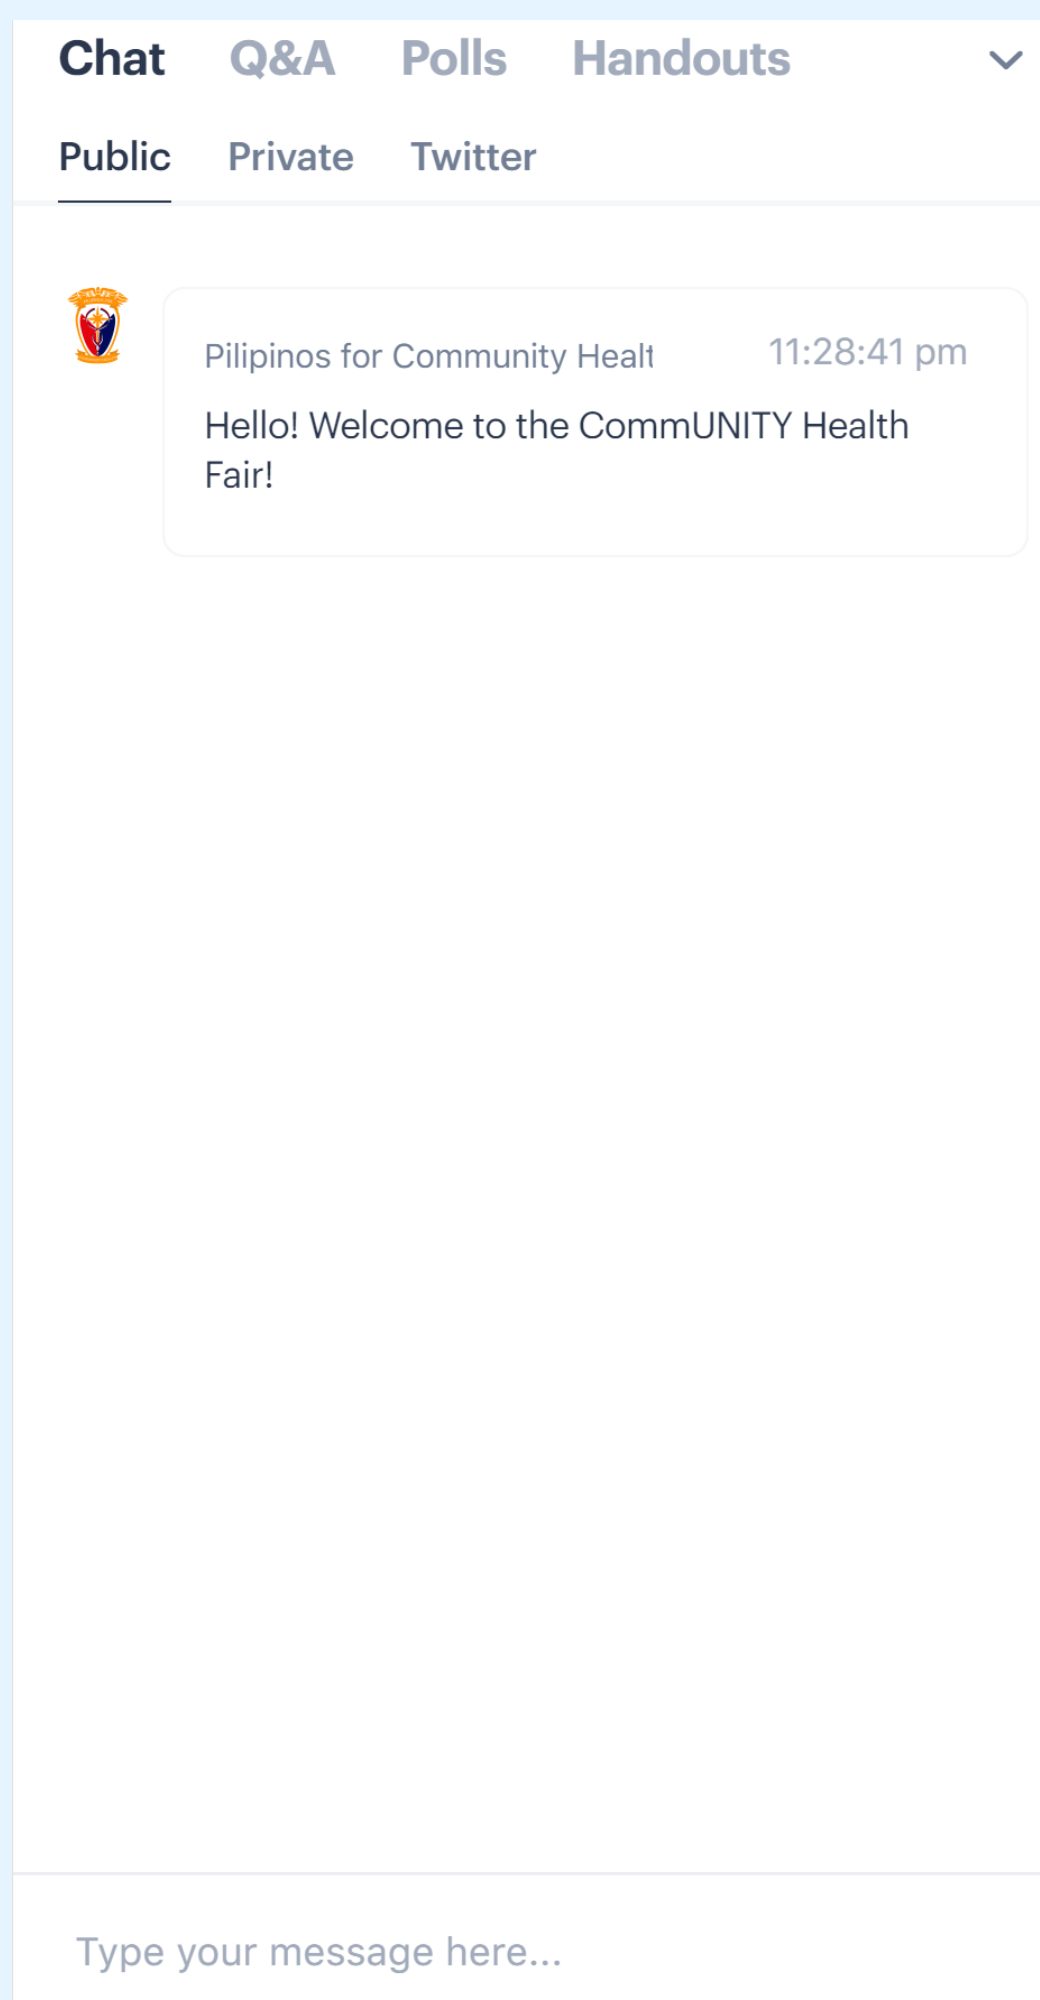 Chat Q&A Polls Handouts
Public Private Twitter
Pilipinos for Community Healt 11:28:41 pm
Hello! Welcome to the CommUNITY Health
Fair!
Type your message here...